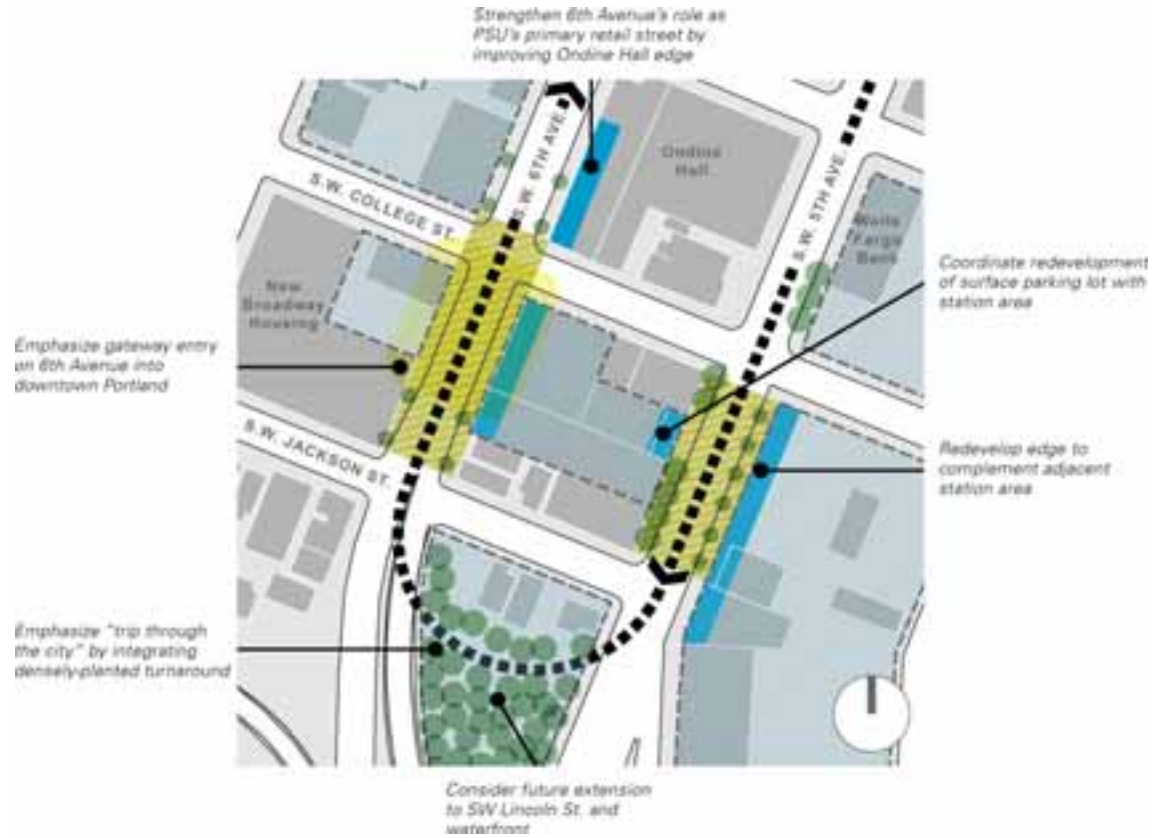 Strengthen 6th Avenue's role as
PSU's primary retail street by
improving Ondine Hall edge
S.W. 6TH AVE.
Ondine
Hall
S.W. 5TH AVE.
S.W. COLLEGE ST.
Wells
Fargo
Bank
Coordinate redevelopment
of surface parking lot with
station area
New
Broadway
Housing
Emphasize gateway entry
on 6th Avenue into
downtown Portland
S.W. JACKSON ST.
Redevelop edge to
complement adjacent
station area
Emphasize "trip through
the city" by integrating
densely-planted turnaround
Consider future extension
to SW Lincoln St. and
waterfront